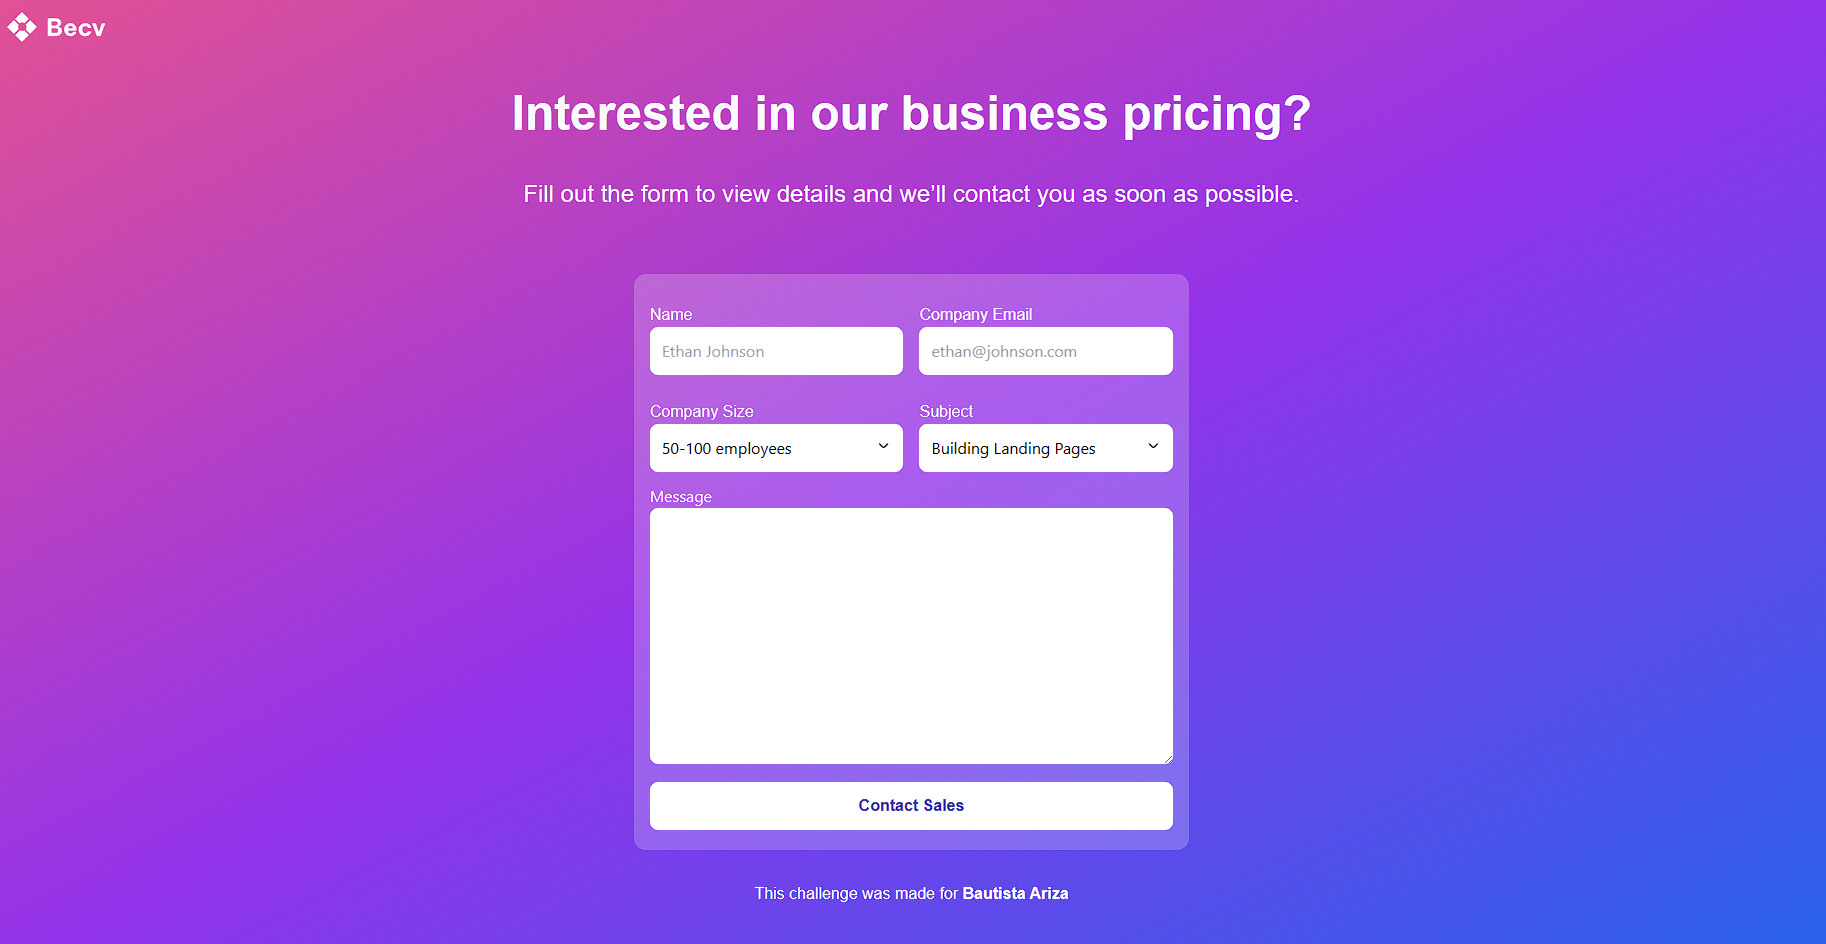 Becv
Interested in our business pricing?
Fill out the form to view details and we’ll contact you as soon as possible.
Name
Company Email
Ethan Johnson
ethan@johnson.com
Company Size
Subject
50-100 employees
Building Landing Pages
Message
Contact Sales
This challenge was made for Bautista Ariza